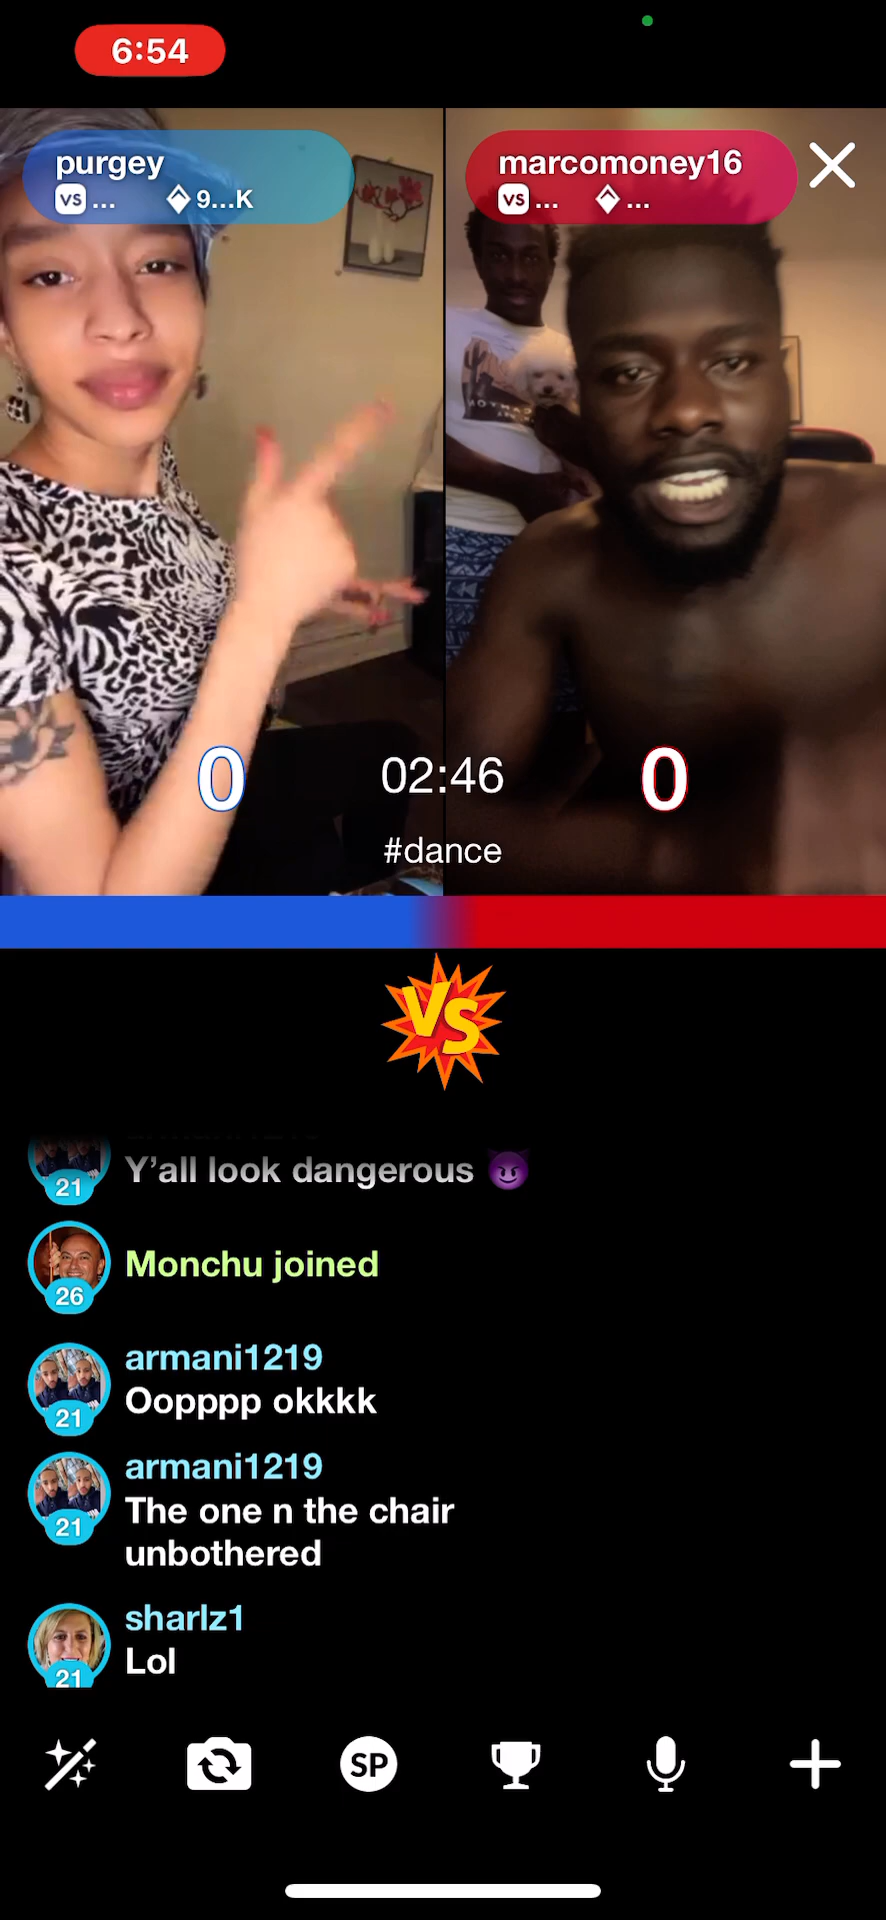 6:54
purgey
VS ... 9...K
marcomoney16
VS ... ...
0
02:46
0
#dance
VS
Y’all look dangerous 😈
21
Monchu joined
26
armani1219
Oopppp okkkk
21
armani1219
The one n the chair
unbothered
21
sharlz1
Lol
21
SP